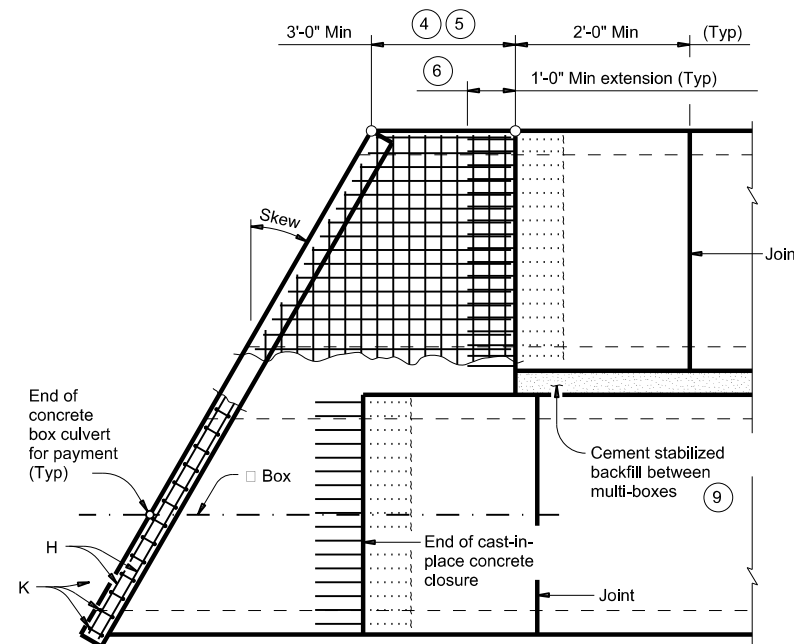 3'-0" Min
4 5
2'-0" Min
(Typ)
6
1'-0" Min extension (Typ)
Skew
Joint
End of
concrete
box culvert
for payment
(Typ)
□ Box
Cement stabilized
backfill between
multi-boxes
9
H
K
End of cast-in-
place concrete
closure
Joint